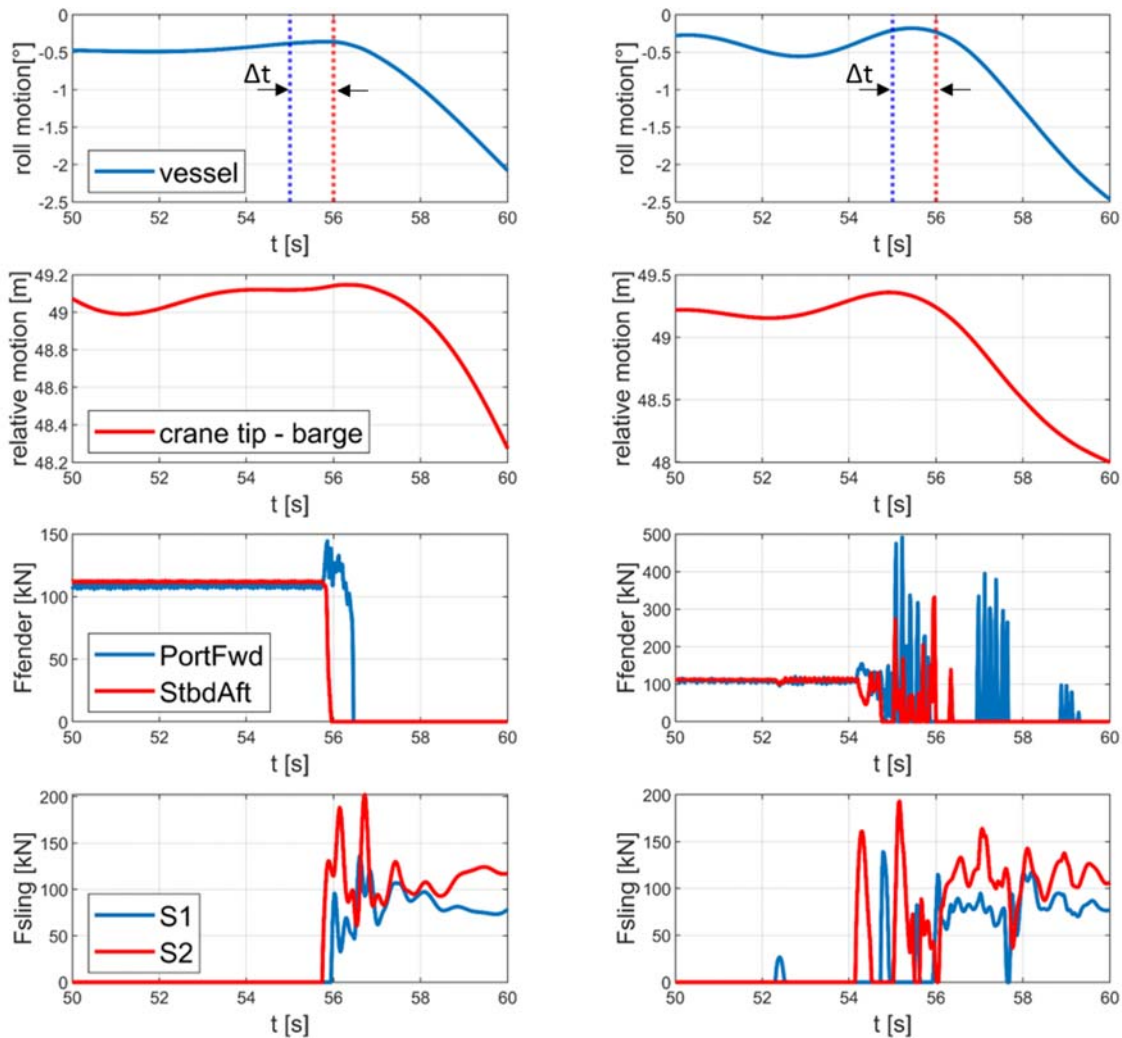 0
-0.5
-1
-1.5
-2
-2.5
roll motion[°]
Δt
vessel
50 52 54 56 58 60
t [s]
0
-0.5
-1
-1.5
-2
-2.5
roll motion[°]
Δt
50 52 54 56 58 60
t [s]
49.2
49
48.8
48.6
48.4
48.2
relative motion [m]
crane tip - barge
50 52 54 56 58 60
t [s]
49.5
49
48.5
48
relative motion [m]
50 52 54 56 58 60
t [s]
150
100
50
0
Ffender [kN]
PortFwd
StbdAft
50 52 54 56 58 60
t [s]
500
400
300
200
100
0
Ffender [kN]
50 52 54 56 58 60
t [s]
200
150
100
50
0
Fsling [kN]
S1
S2
50 52 54 56 58 60
t [s]
200
150
100
50
0
Fsling [kN]
50 52 54 56 58 60
t [s]